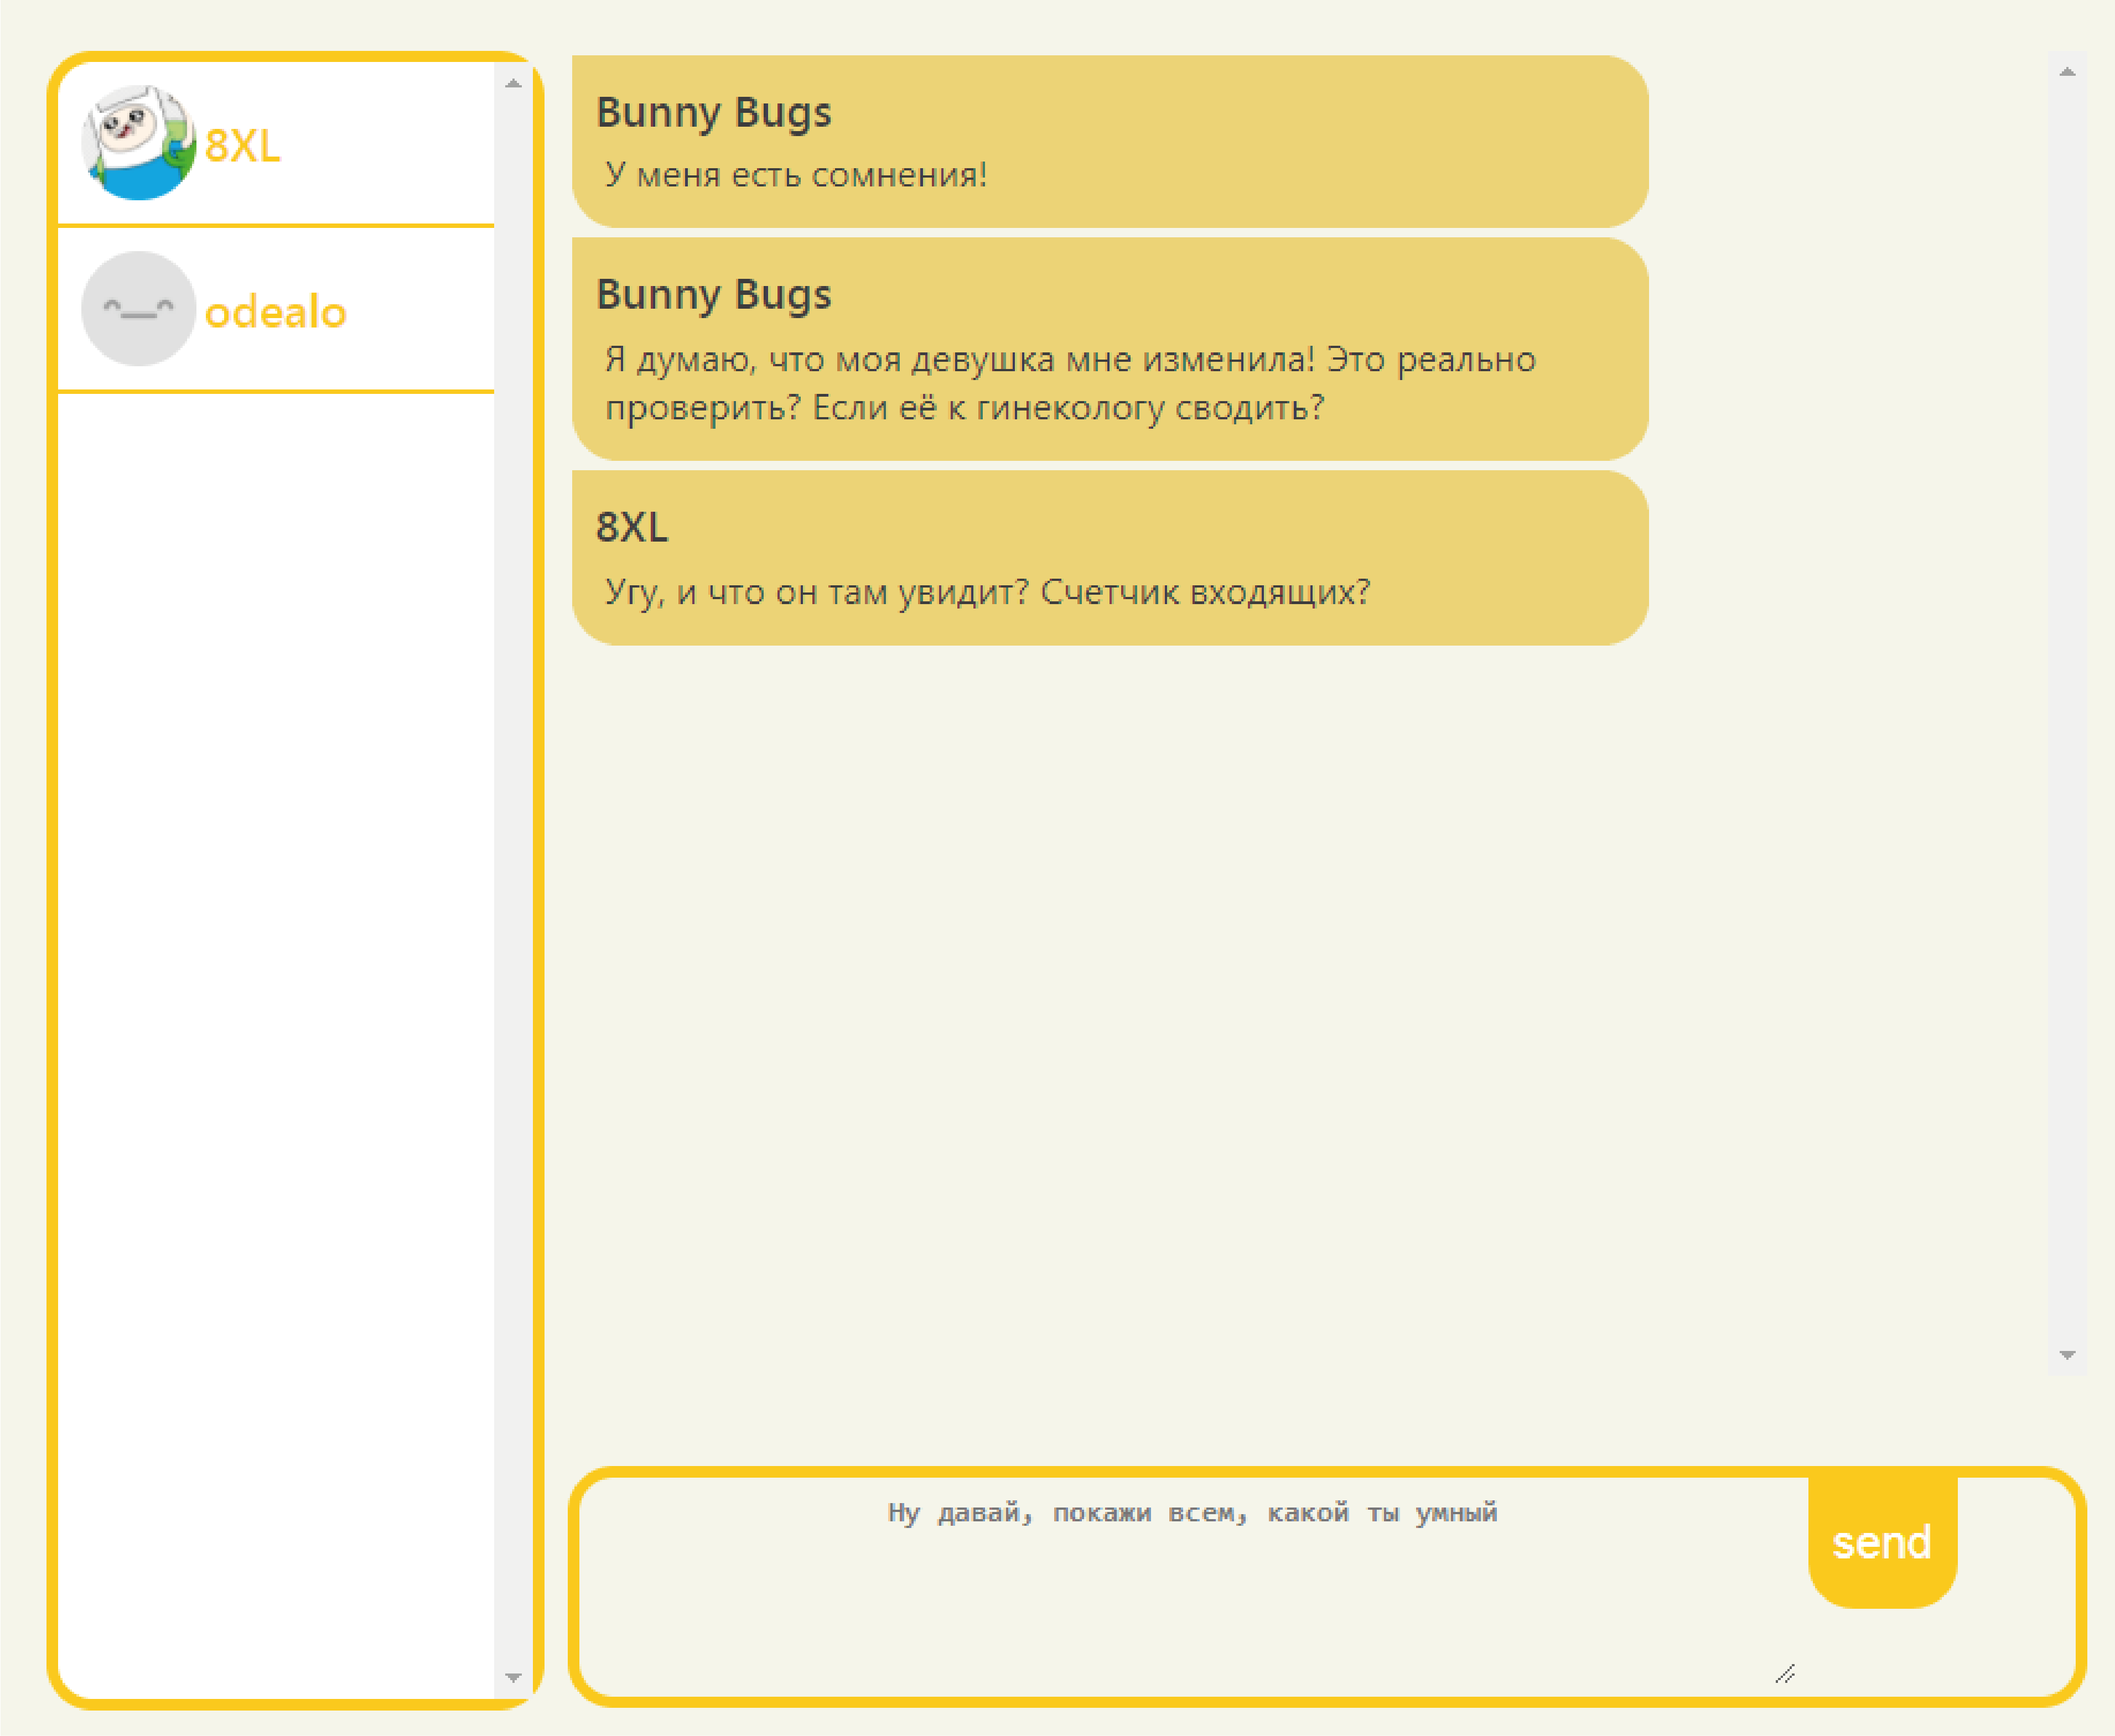 8XL
odealo
Bunny Bugs
У меня есть сомнения!
Bunny Bugs
Я думаю, что моя девушка мне изменила! Это реально
проверить? Если её к гинекологу сводить?
8XL
Угу, и что он там увидит? Счетчик входящих?
Ну давай, покажи всем, какой ты умный
send